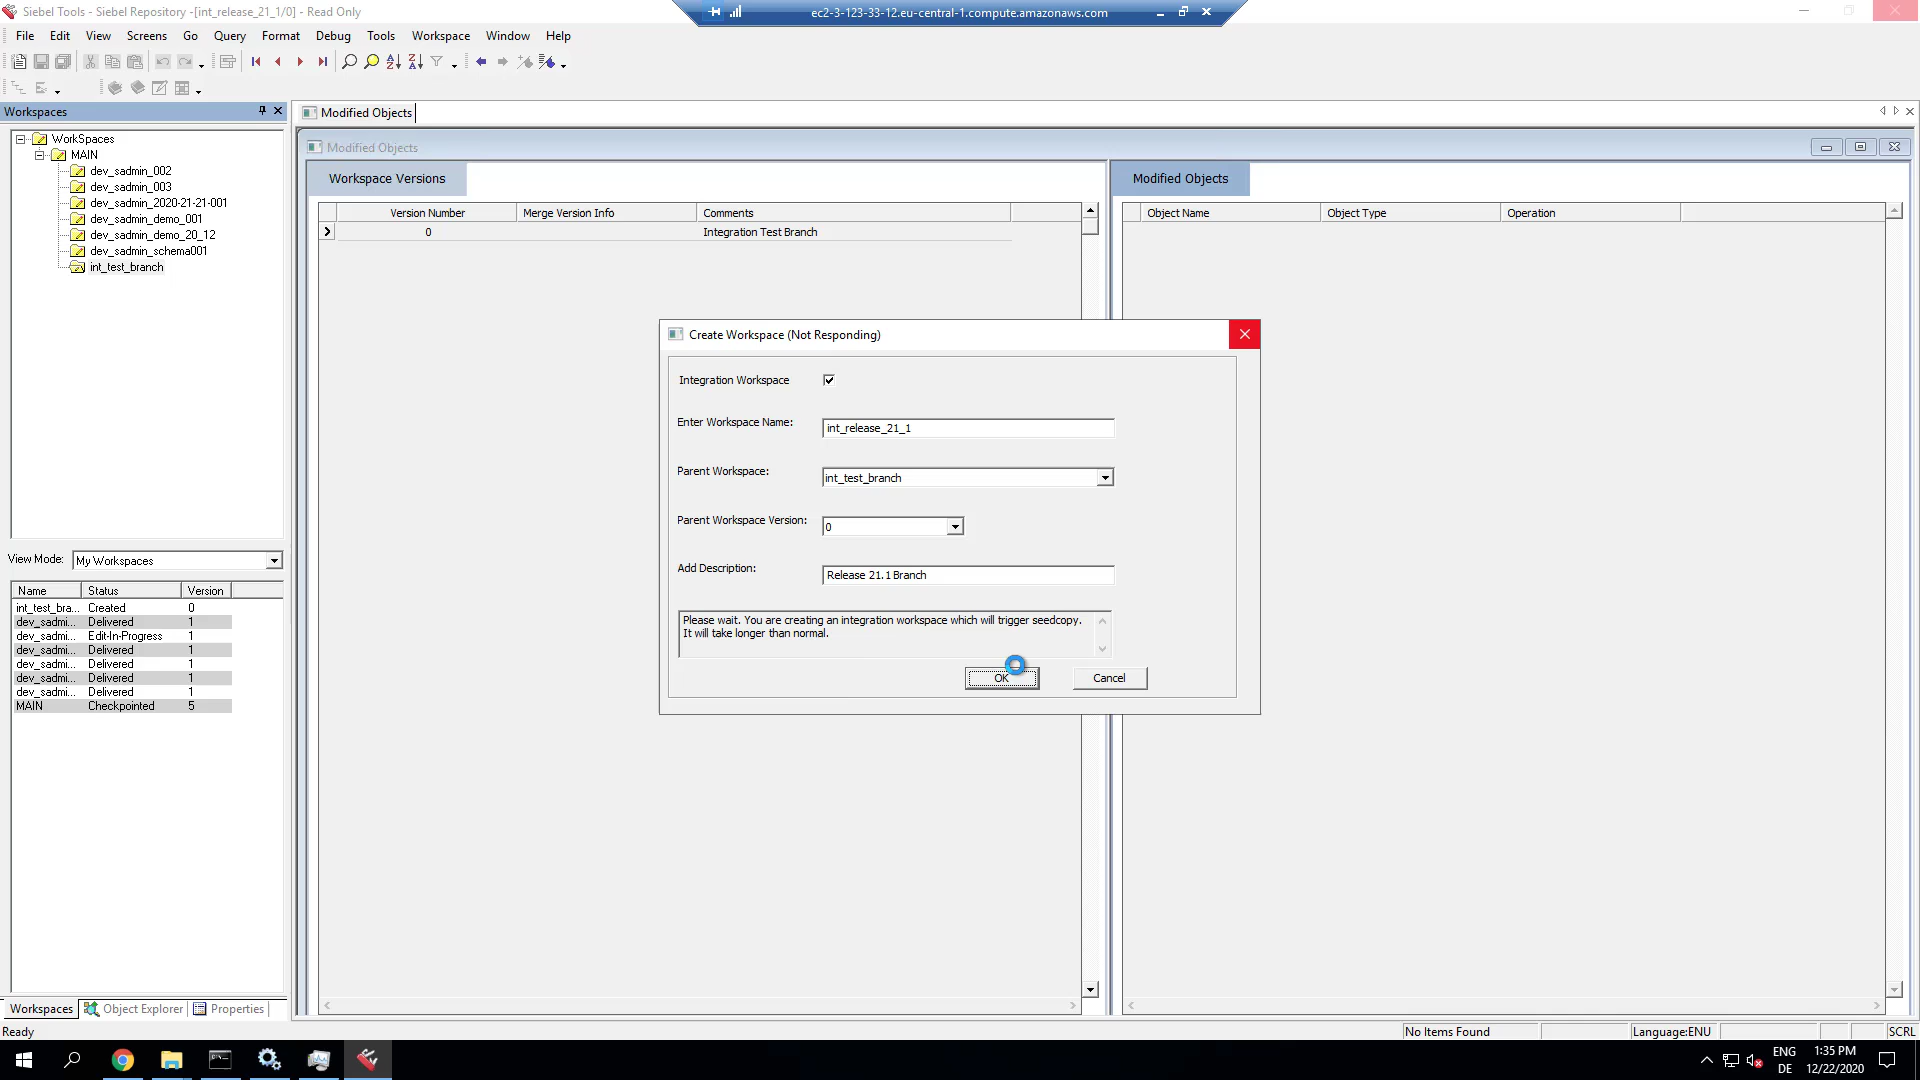 Siebel Tools - Siebel Repository -[int_release_21_1/0] - Read Only
ec2-3-123-33-12.eu-central-1.compute.amazonaws.com
File Edit View Screens Go Query Format Debug Tools Workspace Window Help
Workspaces
WorkSpaces
MAIN
dev_sadmin_002
dev_sadmin_003
dev_sadmin_2020-21-21-001
dev_sadmin_demo_001
dev_sadmin_demo_20_12
dev_sadmin_schema001
int_test_branch
View Mode: My Workspaces
Name Status Version
int_test_bra... Created 0
dev_sadmi... Delivered 1
dev_sadmi... Edit-In-Progress 1
dev_sadmi... Delivered 1
dev_sadmi... Delivered 1
dev_sadmi... Delivered 1
dev_sadmi... Delivered 1
MAIN Checkpointed 5
Workspaces Object Explorer Properties
Modified Objects
Modified Objects
Workspace Versions
Version Number Merge Version Info Comments
0 Integration Test Branch
Modified Objects
Object Name Object Type Operation
Create Workspace (Not Responding)
Integration Workspace
Enter Workspace Name: int_release_21_1
Parent Workspace: int_test_branch
Parent Workspace Version: 0
Add Description: Release 21.1 Branch
Please wait. You are creating an integration workspace which will trigger seedcopy.
It will take longer than normal.
OK Cancel
Ready
No Items Found
Language:ENU
SCRL
ENG
DE
1:35 PM
12/22/2020